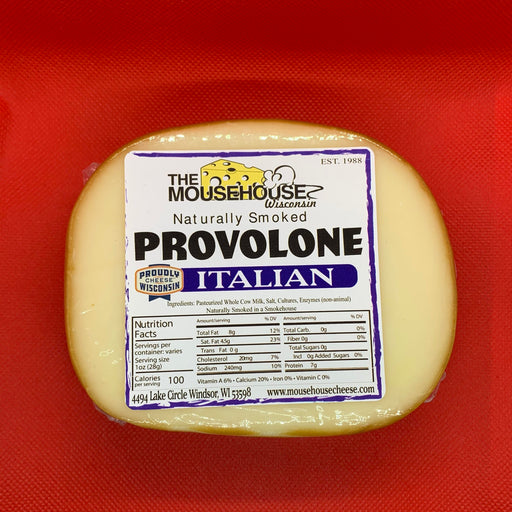 EST. 1988
THE
MOUSEHOUSE
Wisconsin
Naturally Smoked
PROVOLONE
PROUDLY
WISCONSIN
CHEESE
ITALIAN
Ingredients: Pasteurized Whole Cow Milk, Salt, Cultures, Enzymes (non-animal)
Naturally Smoked in a Smokehouse
Nutrition
Facts
Servings per
container: varies
Serving size
1oz (28g)
Calories
per serving 100
Amount/serving % DV
Total Fat 8g 12%
Sat. Fat 4.5g 23%
Trans Fat 0 g
Cholesterol 20mg 7%
Sodium 240mg 10%
Amount/serving % DV
Total Carb. 0g 0%
Fiber 0g 0%
Total Sugars 0g
Incl 0g Added Sugars 0%
Protein 7g
Vitamin A 6% • Calcium 20% • Iron 0% • Vitamin C 0%
4494 Lake Circle Windsor, WI 53598 www.mousehousecheese.com